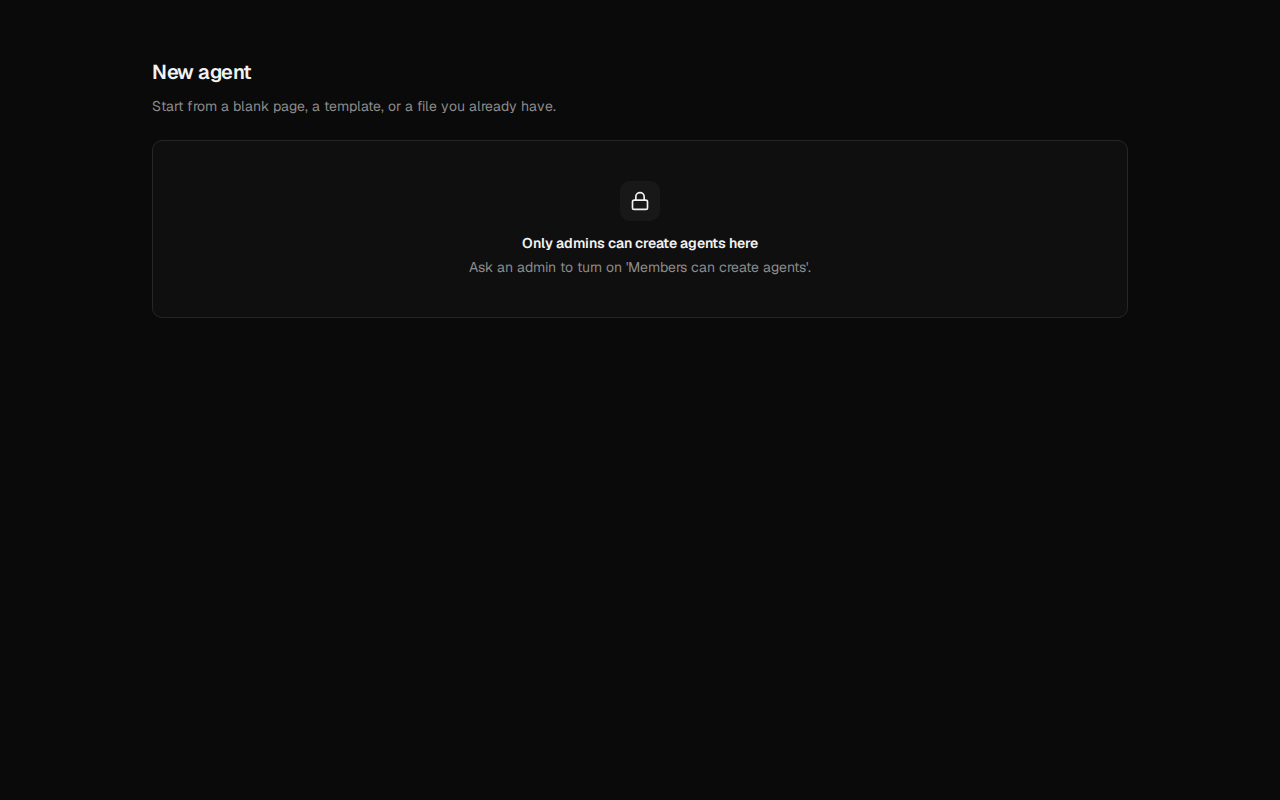 New agent
Start from a blank page, a template, or a file you already have.
Only admins can create agents here
Ask an admin to turn on 'Members can create agents'.